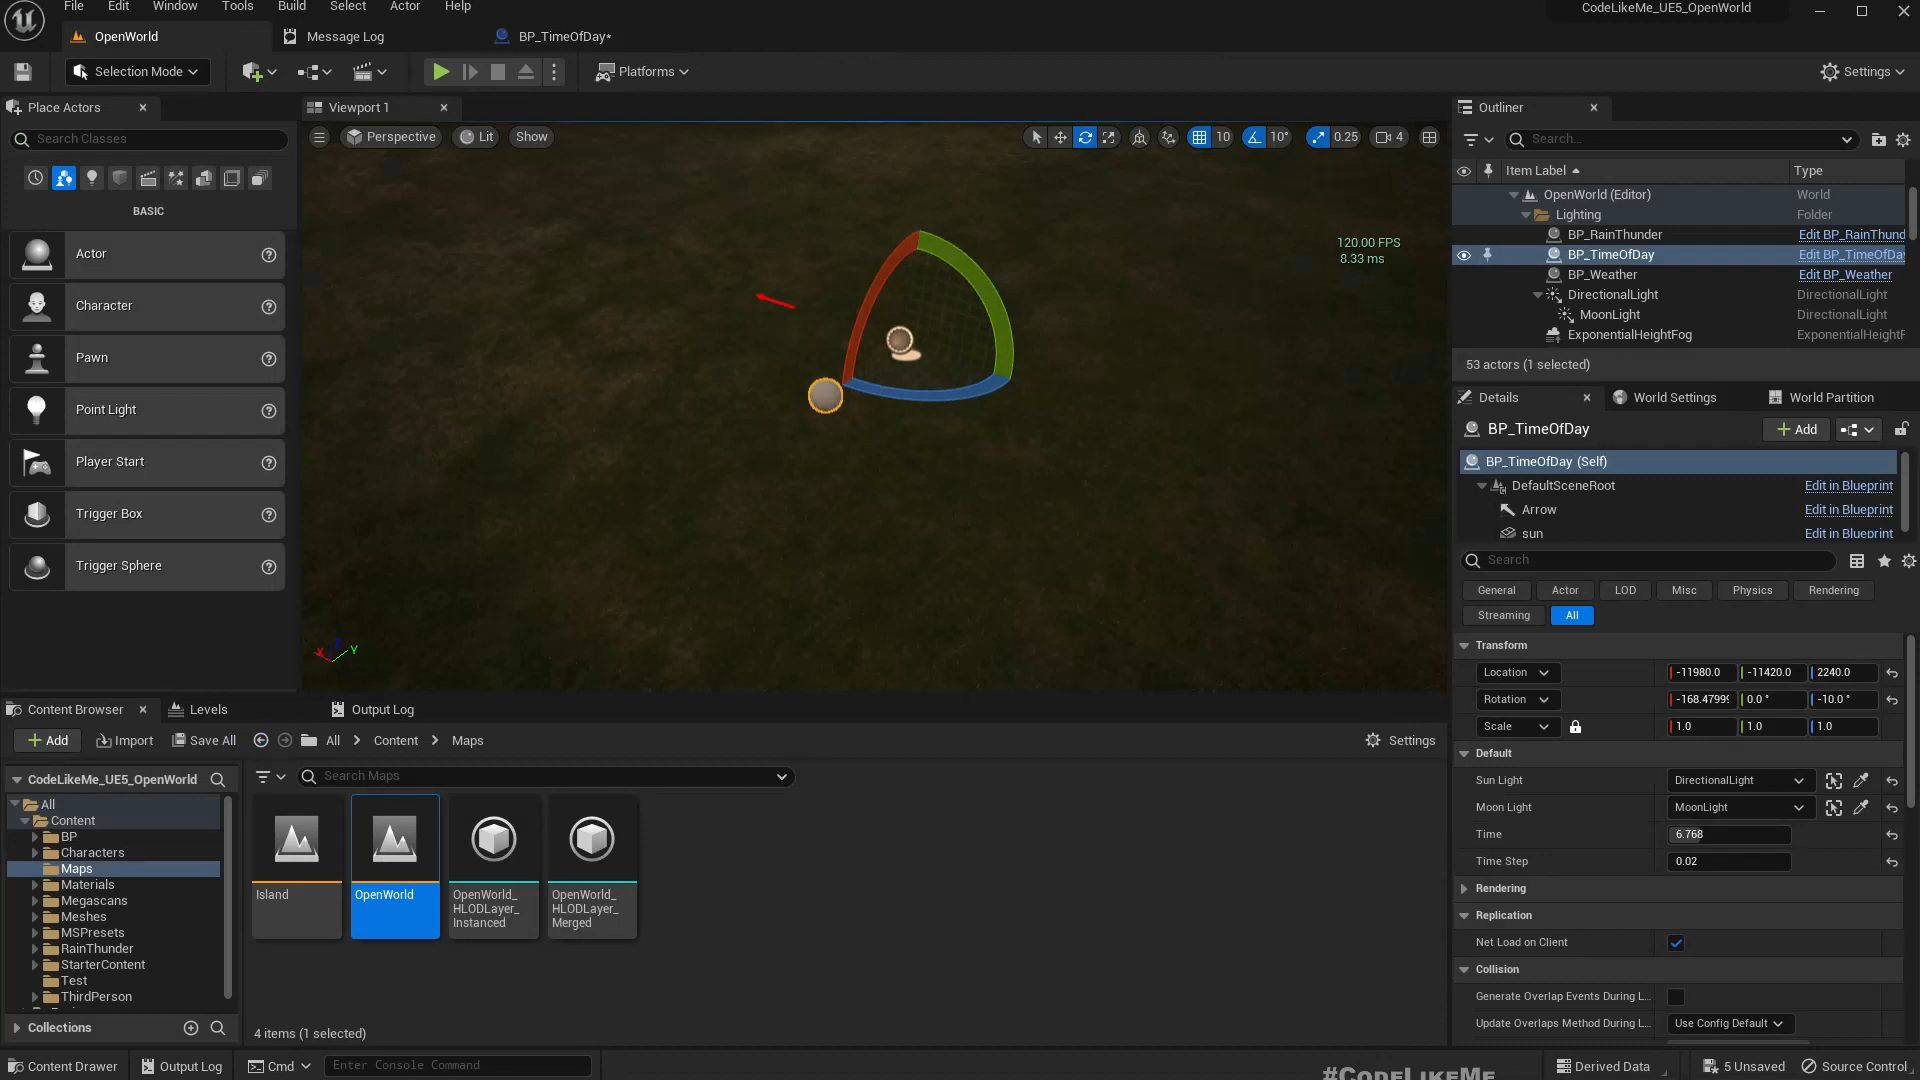 File Edit Window Tools Build Select Actor Help
CodeLikeMe_UE5_OpenWorld
OpenWorld
Message Log
BP_TimeOfDay*
Selection Mode
Platforms
Settings
Place Actors
Search Classes
BASIC
Actor
Character
Pawn
Point Light
Player Start
Trigger Box
Trigger Sphere
Viewport 1
Perspective
Lit
Show
10
10°
0.25
4
120.00 FPS
8.33 ms
X
Y
Outliner
Search...
Item Label
Type
OpenWorld (Editor) World
Lighting Folder
BP_RainThunder Edit BP_RainThund
BP_TimeOfDay Edit BP_TimeOfDay
BP_Weather Edit BP_Weather
DirectionalLight DirectionalLight
MoonLight DirectionalLight
ExponentialHeightFog ExponentialHeightF
53 actors (1 selected)
Details
World Settings
World Partition
BP_TimeOfDay
Add
BP_TimeOfDay (Self)
DefaultSceneRoot Edit in Blueprint
Arrow Edit in Blueprint
sun Edit in Blueprint
Search
General Actor LOD Misc Physics Rendering
Streaming All
Transform
Location -11980.0 -11420.0 2240.0
Rotation -168.4799 0.0 ° -10.0 °
Scale 1.0 1.0 1.0
Default
Sun Light DirectionalLight
Moon Light MoonLight
Time 6.768
Time Step 0.02
Rendering
Replication
Net Load on Client
Collision
Generate Overlap Events During L...
Update Overlaps Method During L... Use Config Default
Content Browser
Levels
Output Log
Add
Import
Save All
All
Content
Maps
Settings
CodeLikeMe_UE5_OpenWorld
Search Maps
All
Content
BP
Characters
Maps
Materials
Megascans
Meshes
MSPresets
RainThunder
StarterContent
Test
ThirdPerson
Collections
Island
OpenWorld
OpenWorld_
HLODLayer_
Instanced
OpenWorld_
HLODLayer_
Merged
4 items (1 selected)
Content Drawer
Output Log
Cmd
Enter Console Command
#CodeLikeMe
Derived Data
5 Unsaved
Source Control